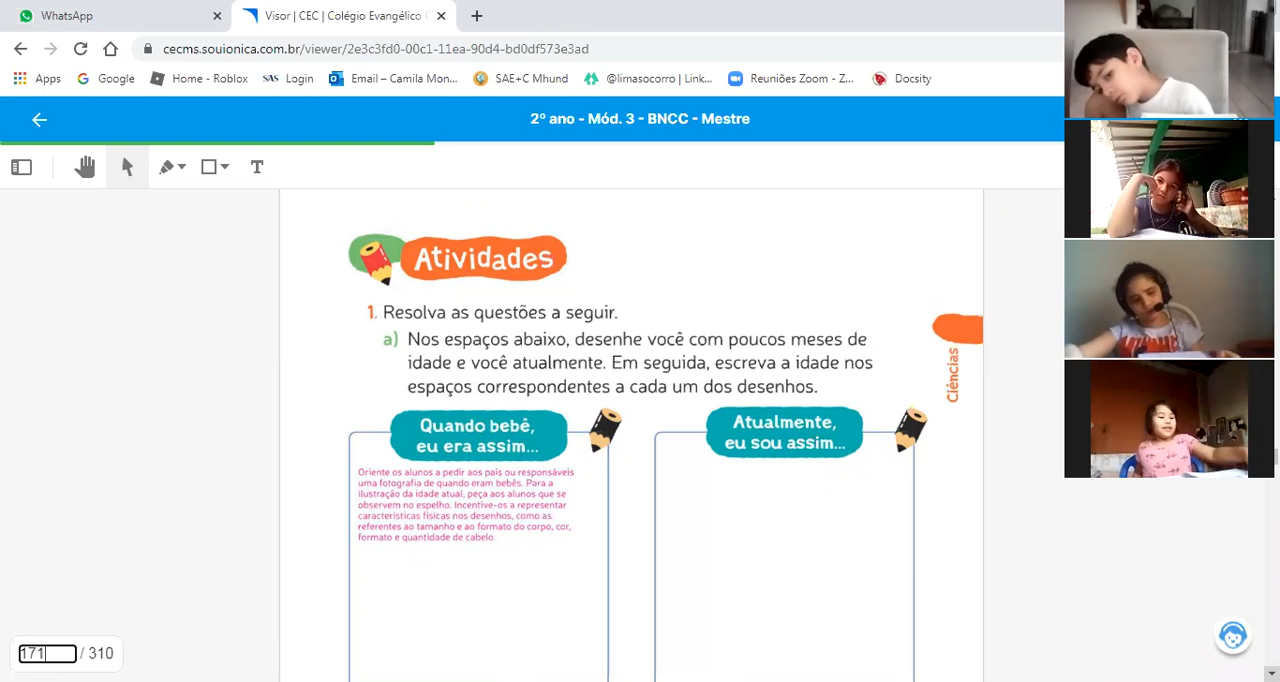 WhatsApp
Visor | CEC | Colégio Evangélico
cecms.souionica.com.br/viewer/2e3c3fd0-00c1-11ea-90d4-bd0df573e3ad
Apps
Google
Home - Roblox
SAS Login
Email – Camila Mon...
SAE+C Mhund
@limasocorro | Link...
Reuniões Zoom - Z...
Docsity
2º ano - Mód. 3 - BNCC - Mestre
T
Atividades
1. Resolva as questões a seguir.
a) Nos espaços abaixo, desenhe você com poucos meses de
idade e você atualmente. Em seguida, escreva a idade nos
espaços correspondentes a cada um dos desenhos.
Ciências
Quando bebê,
eu era assim...
Oriente os alunos a pedir aos pais ou responsáveis
uma fotografia de quando eram bebês. Para a
ilustração da idade atual, peça aos alunos que se
observem no espelho. Incentive-os a representar
características físicas nos desenhos, como as
referentes ao tamanho e ao formato do corpo, cor,
formato e quantidade de cabelo.
Atualmente,
eu sou assim...
171 / 310